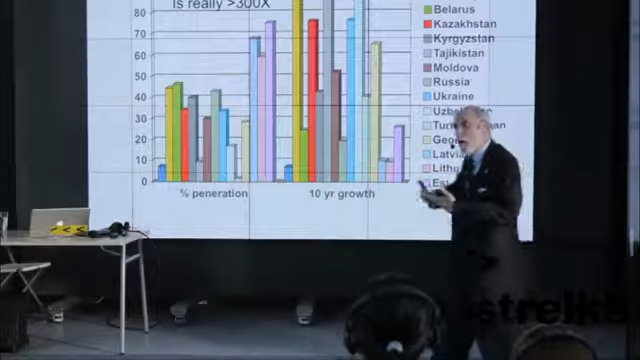 Is really >300X
80
70
60
50
40
30
20
10
0
% peneration
10 yr growth
Belarus
Kazakhstan
Kyrgyzstan
Tajikistan
Moldova
Russia
Ukraine
Latvia
strelka